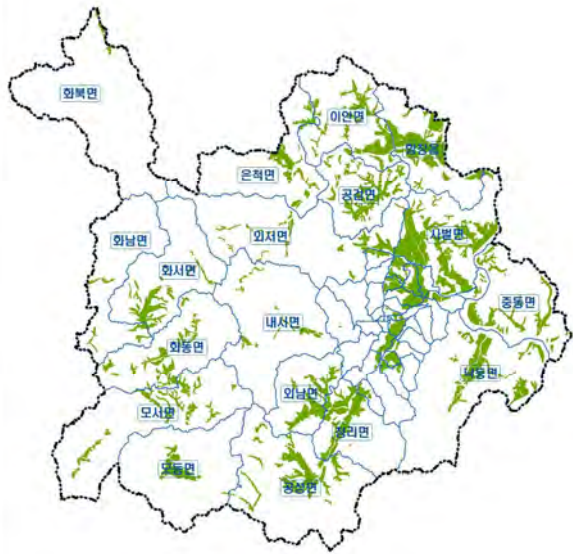 화북면
이안면
함창읍
은척면
공검면
화남면
외서면
사벌면
화서면
중동면
내서면
화동면
낙동면
외남면
모서면
청리면
모동면
공성면